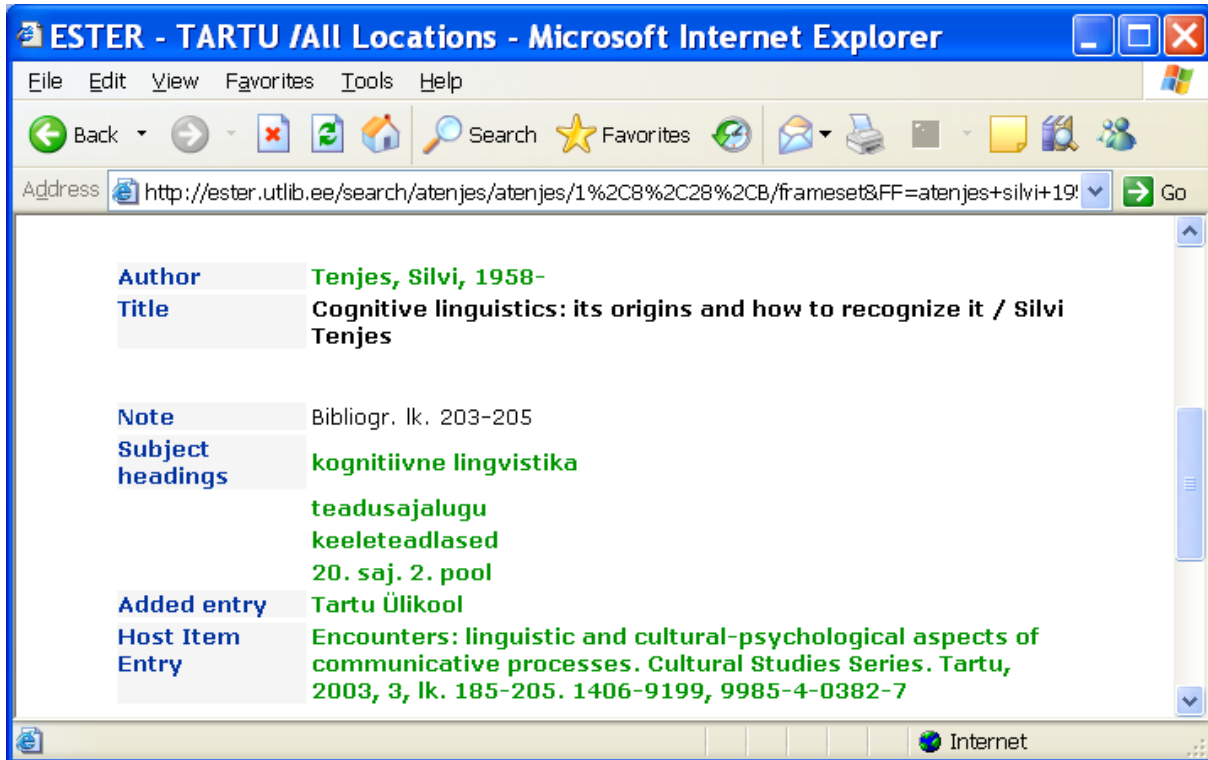 ESTER - TARTU /All Locations - Microsoft Internet Explorer
File Edit View Favorites Tools Help
Back Search Favorites
Address http://ester.utlib.ee/search/atenjes/atenjes/1%2C8%2C28%2CB/frameset&FF=atenjes+silvi+19 Go
Author Tenjes, Silvi, 1958-
Title Cognitive linguistics: its origins and how to recognize it / Silvi
Tenjes
Note Bibliogr. lk. 203-205
Subject
headings kognitiivne lingvistika
teadusajalugu
keeleteadlased
20. saj. 2. pool
Added entry Tartu Ülikool
Host Item Encounters: linguistic and cultural-psychological aspects of
Entry communicative processes. Cultural Studies Series. Tartu,
2003, 3, lk. 185-205. 1406-9199, 9985-4-0382-7
Internet